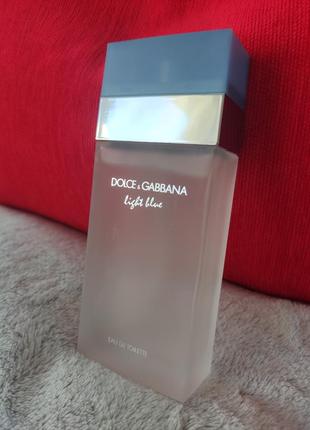 DOLCE & GABBANA
light blue
EAU DE TOILETTE